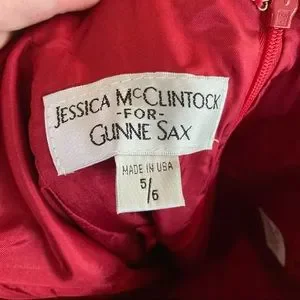 JESSICA McCLINTOCK
-FOR-
GUNNE SAX
MADE IN USA
5/6